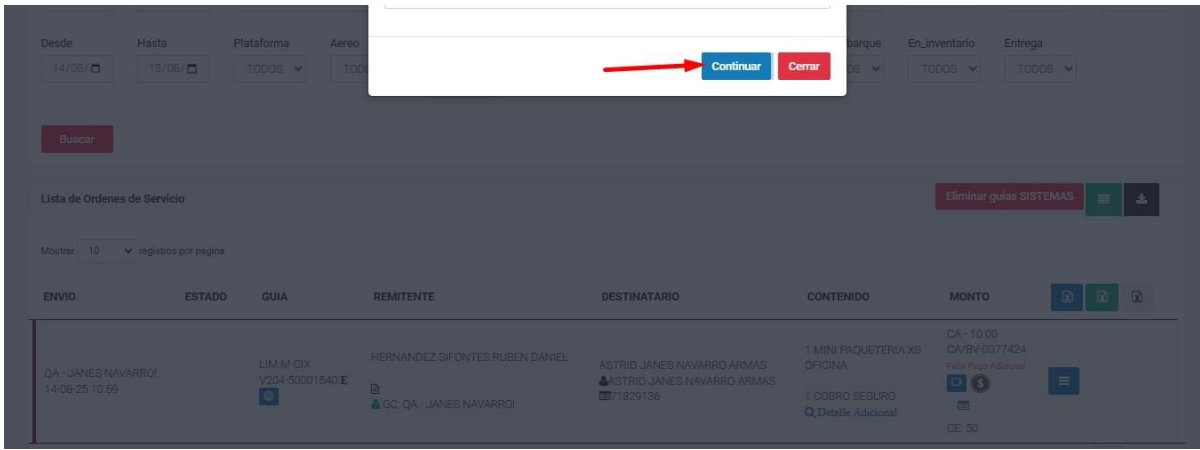 Desde Hasta Plataforma Aereo barque En_inventario Entrega
14/08/ 15/08/ TODOS TODO OS TODOS TODOS
Continuar Cerrar
Buscar
Lista de Ordenes de Servicio Eliminar guias SISTEMAS
Mostrar 10 registros por pagina
ENVIO ESTADO GUIA REMITENTE DESTINATARIO CONTENIDO MONTO
CA - 10.00
CA/BV-0377424
Falta Pago Adicional
CE: 50
1 MINI PAQUETERIA XS
OFICINA
1 COBRO SEGURO
Detalle Adicional
ASTRID JANES NAVARRO ARMAS
ASTRID JANES NAVARRO ARMAS
71829136
HERNANDEZ SIFONTES RUBEN DANIEL
GC: QA - JANES NAVARRO!
LIM.M-CIX
V204-50001540 E
QA - JANES NAVARRO!
14-08-25 10:59